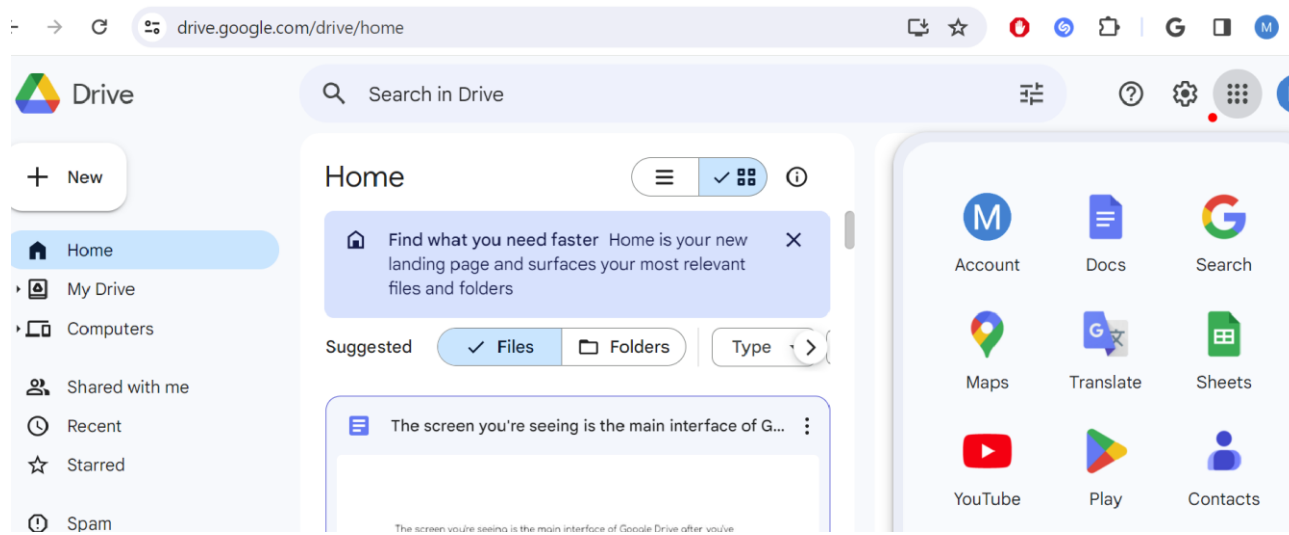 drive.google.com/drive/home
M
Drive
Search in Drive
New
Home
My Drive
Computers
Shared with me
Recent
Starred
Spam
Home
Find what you need faster Home is your new
landing page and surfaces your most relevant
files and folders
Suggested
Files
Folders
Type
The screen you're seeing is the main interface of G...
The screen you're seeing is the main interface of Google Drive after you've
M
Account
Docs
Search
Maps
Translate
Sheets
YouTube
Play
Contacts